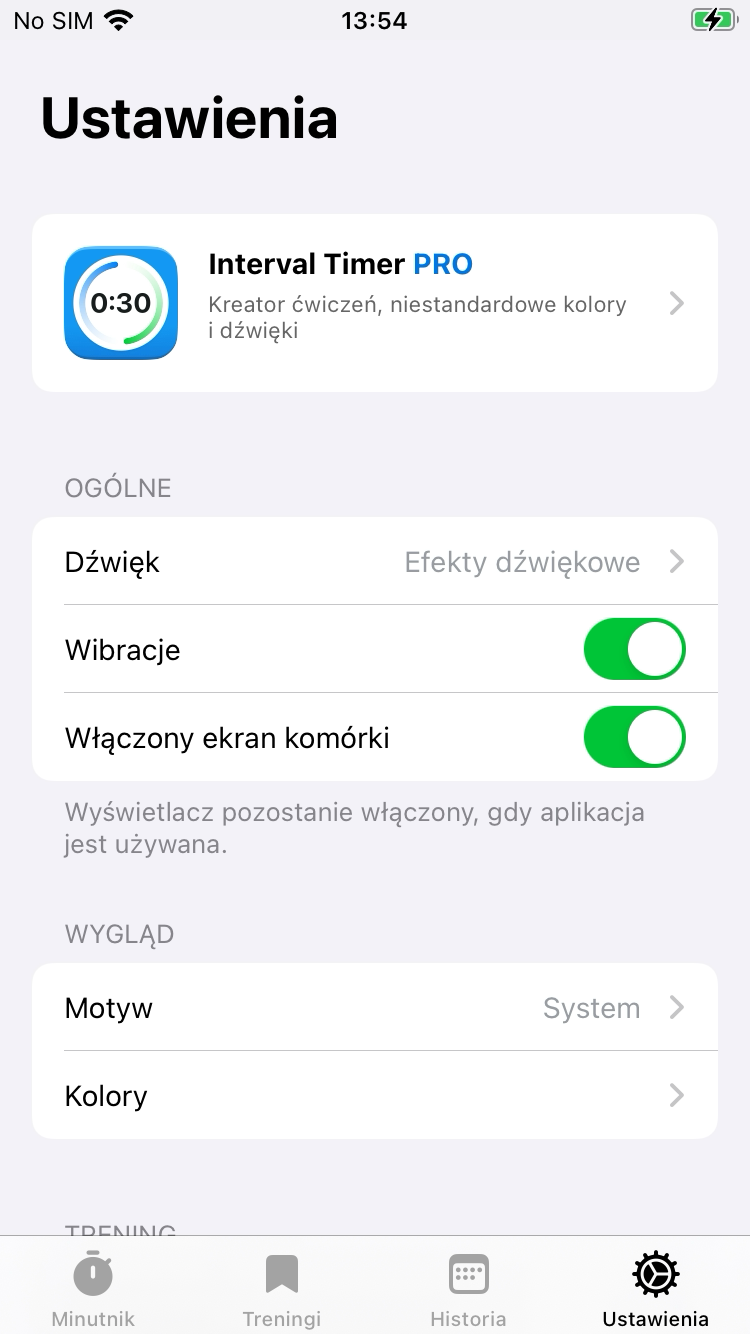 No SIM 13:54
Ustawienia
0:30
Interval Timer PRO
Kreator ćwiczeń, niestandardowe kolory
i dźwięki
OGÓLNE
Dźwięk Efekty dźwiękowe
Wibracje
Włączony ekran komórki
Wyświetlacz pozostanie włączony, gdy aplikacja
jest używana.
WYGLĄD
Motyw System
Kolory
TRENING
Minutnik Treningi Historia Ustawienia